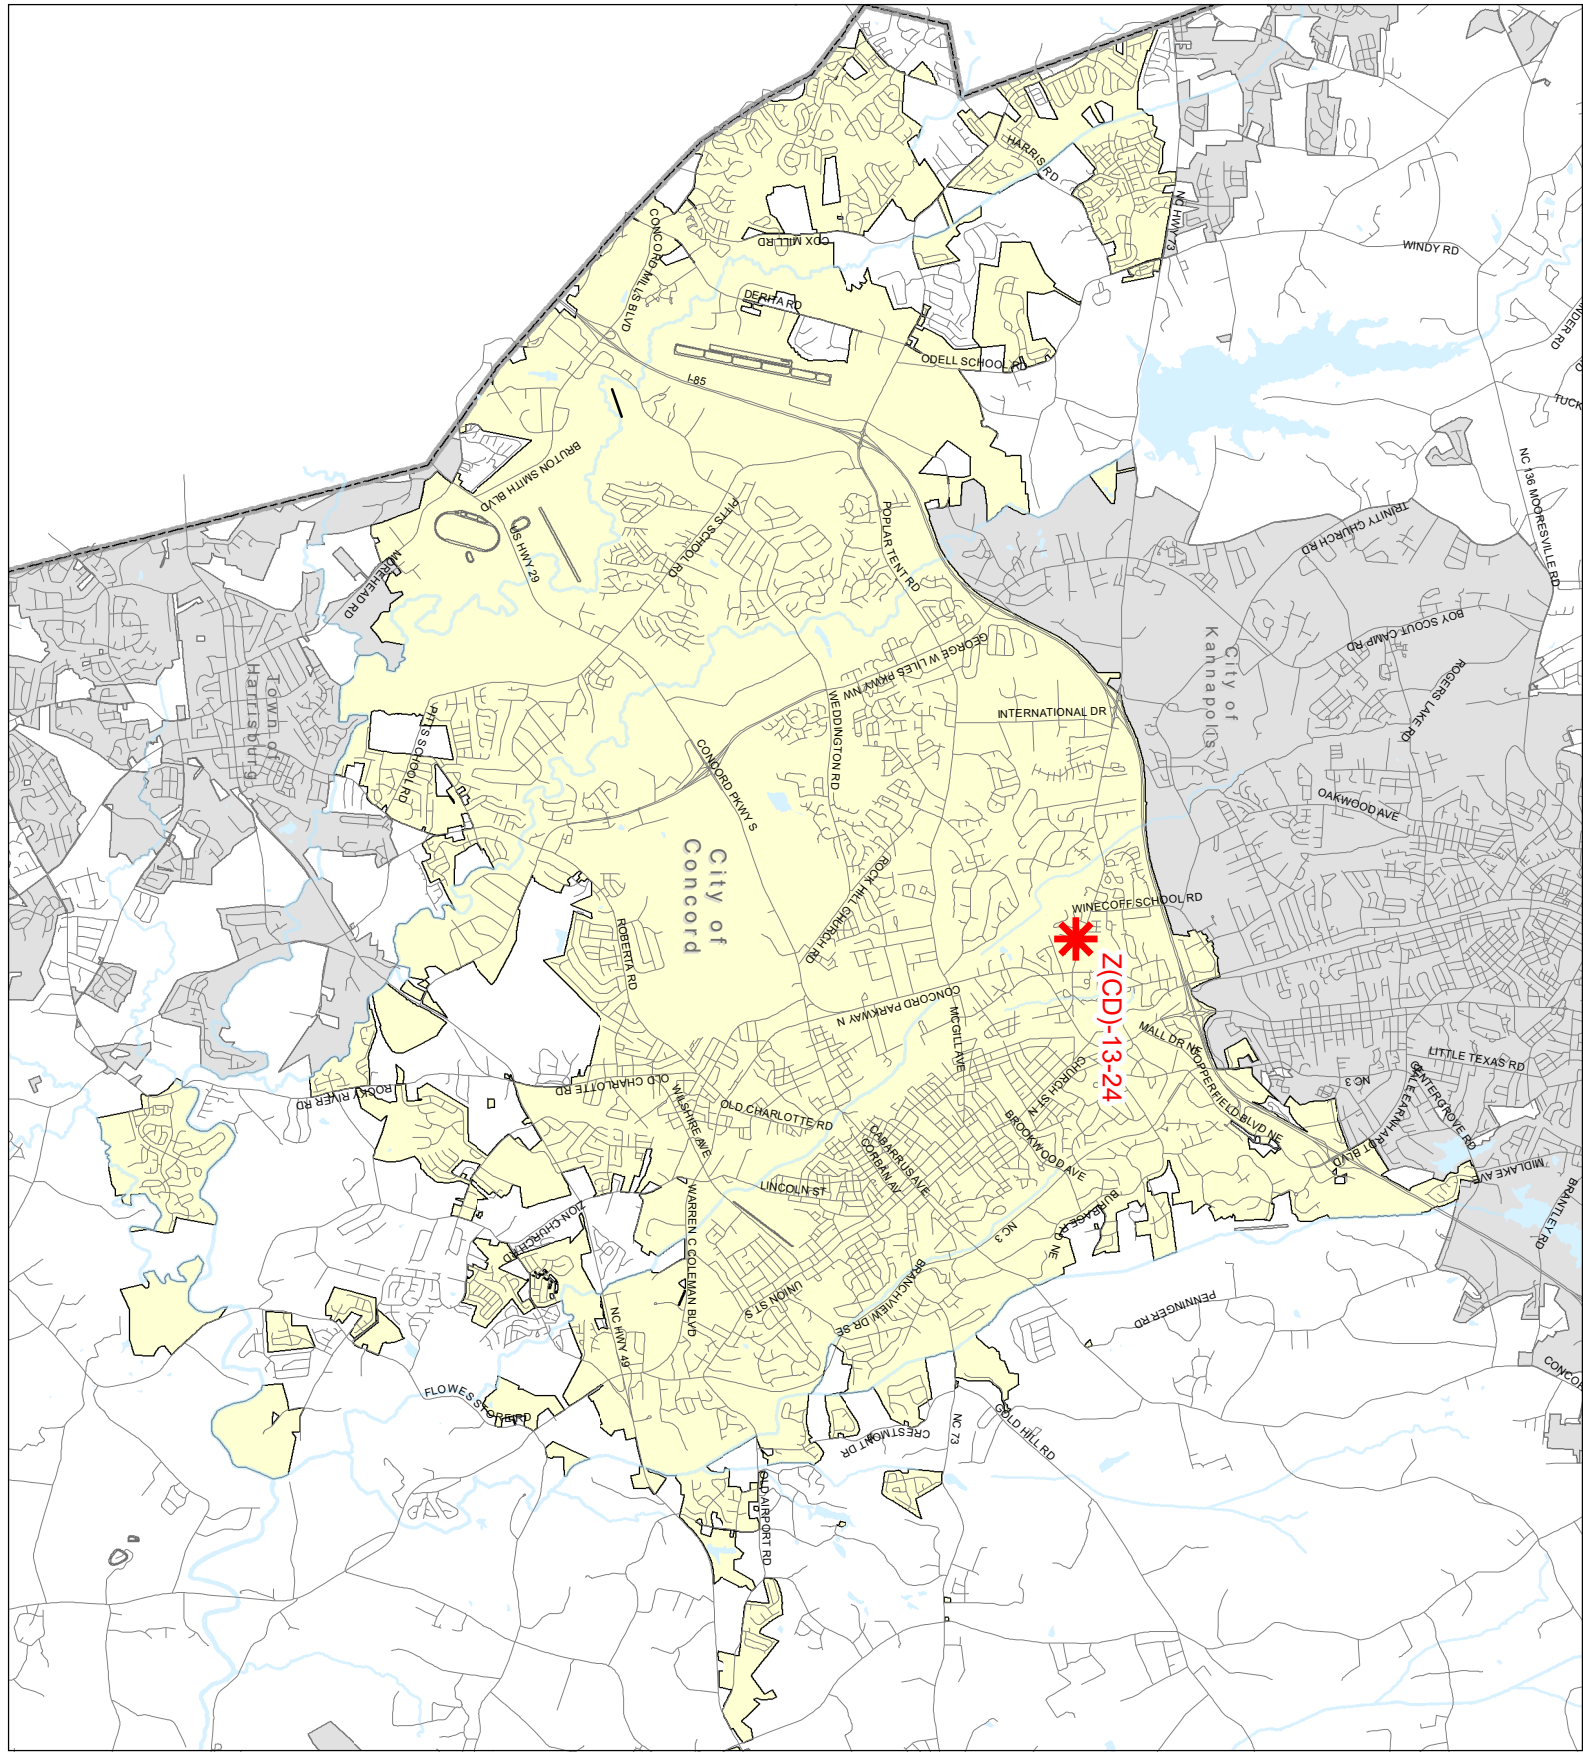 HARRIS RD
NC HWY 73
WINDY RD
CONCORD MILLS BLVD
COX MILL RD
DERITA RD
ODELL SCHOOL RD
I-85
TUCK
NC 136 MOORESVILLE RD
BRUTON SMITH BLVD
US HWY 29
PITTS SCHOOL RD
POPLAR TENT RD
TRINITY CHURCH RD
MOREHEAD RD
BOY SCOUT CAMP RD
GEORGE W LILES PKWY NW
City of
Kannapolis
ROGERS LAKE RD
Town of
Harrisburg
WEDDINGTON RD
INTERNATIONAL DR
PITTS SCHOOL RD
CONCORD PKWY S
OAKWOOD AVE
City of
Concord
ROCK HILL CHURCH RD
WINECOFF SCHOOL RD
ROBERTA RD
Z(CD)-13-24
CONCORD PARKWAY N
MCGILL AVE
MALL DR NE
COPPERFIELD BLVD NE
LITTLE TEXAS RD
NC 3
CENTERGROVE RD
DALE EARNHARDT BLVD
MIDLAKE AVE
BRANTLEY RD
CHURCH ST N
BROOKWOOD AVE
ROCKY RIVER RD
OLD CHARLOTTE RD
WILSHIRE AVE
OLD CHARLOTTE RD
CABARRUS AVE
CORBAN AV
LINCOLN ST
BURRAGE RD
NE
NC 3
ZION CHURCH RD
WARREN C COLEMAN BLVD
UNION ST S
BRANCHVIEW DR SE
PENNINGER RD
NC HWY 49
FLOWES STORE RD
CRESTMONT DR
NC 73
GOLD HILL RD
OLD AIRPORT RD